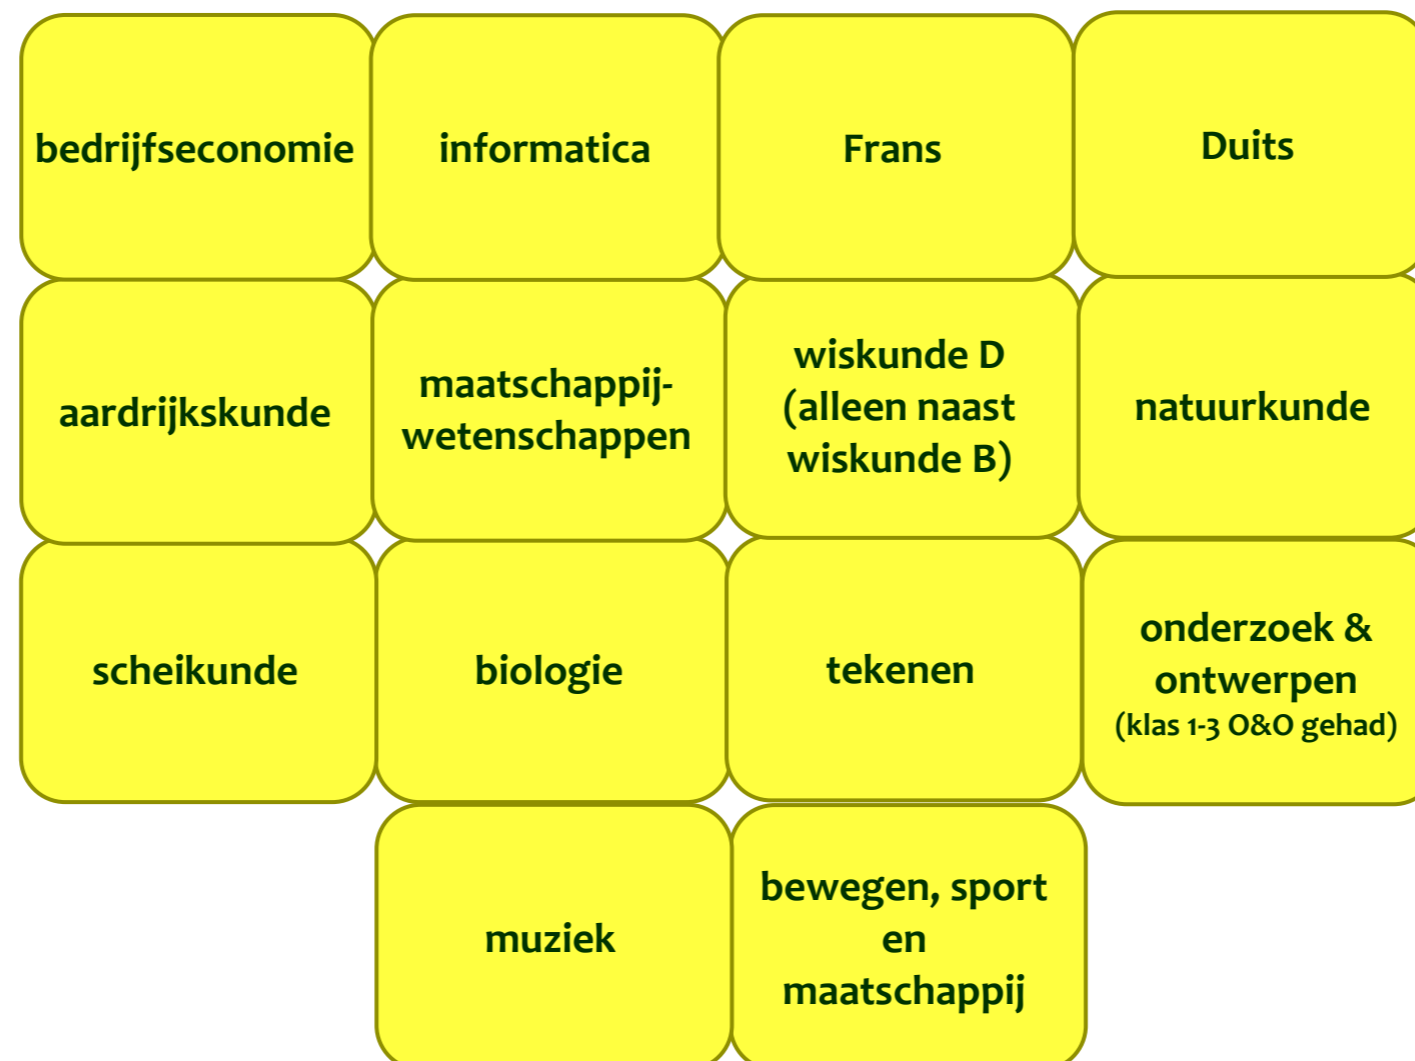 bedrijfseconomie
informatica
Frans
Duits
aardrijkskunde
maatschappij-
wetenschappen
wiskunde D
(alleen naast
wiskunde B)
natuurkunde
scheikunde
biologie
tekenen
onderzoek &
ontwerpen
(klas 1-3 O&O gehad)
muziek
bewegen, sport
en
maatschappij